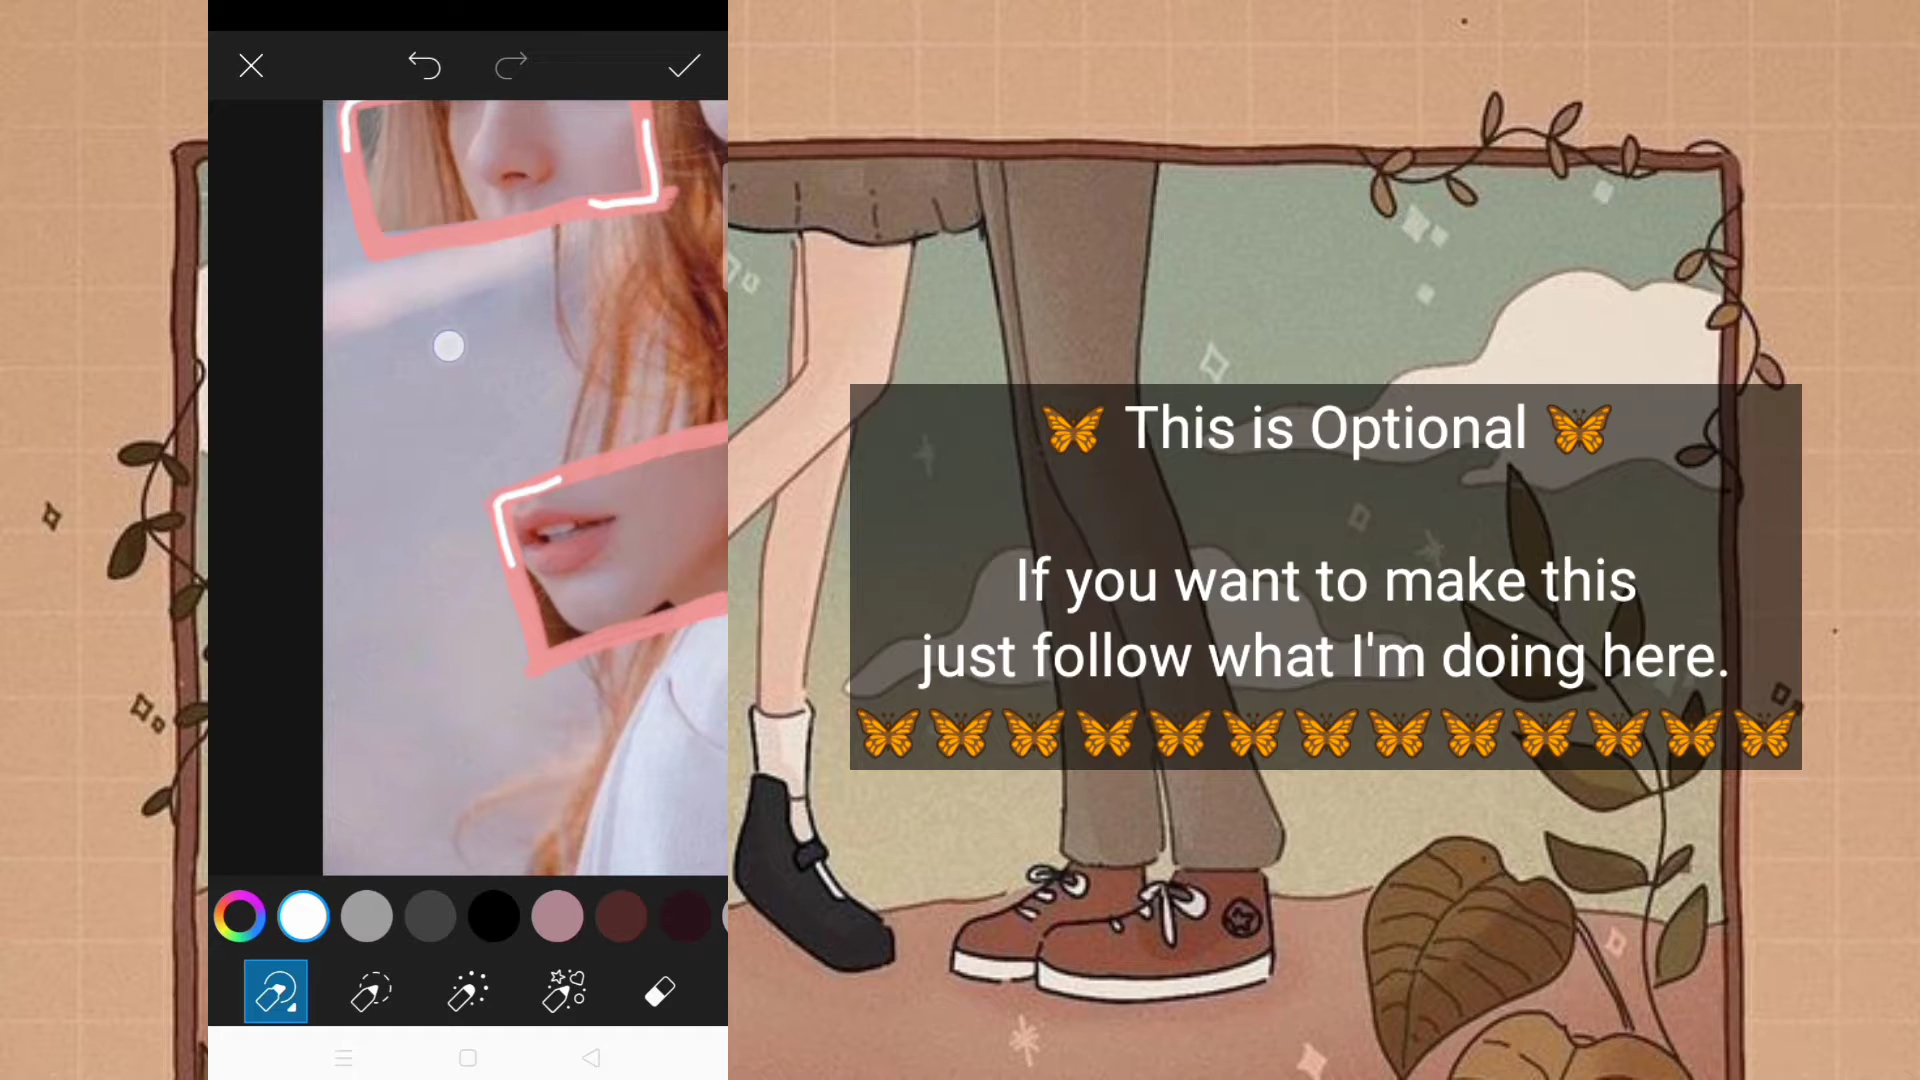 🦋 This is Optional 🦋
If you want to make this
just follow what I'm doing here.
🦋🦋🦋🦋🦋🦋🦋🦋🦋🦋🦋🦋🦋